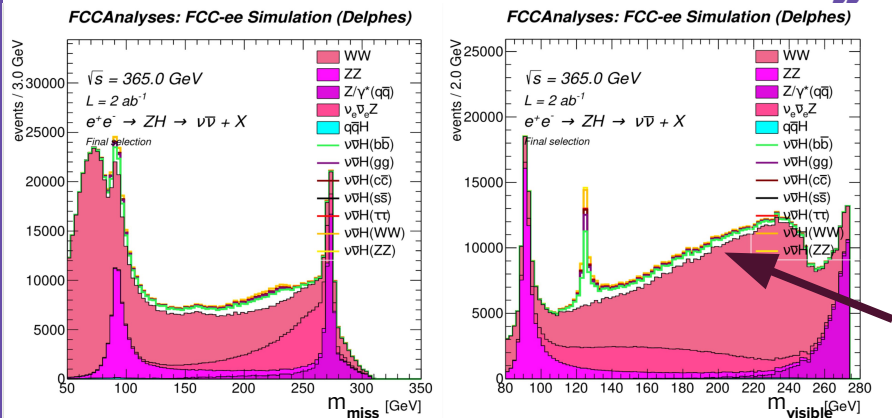 FCCAnalyses: FCC-ee Simulation (Delphes)
events / 3.0 GeV
30000
25000
20000
15000
10000
5000
0
√s = 365.0 GeV
L = 2 ab⁻¹
e⁺e⁻ → ZH → νν̅ + X
Final selection
WW
ZZ
Z/γ*(qq̅)
νₑν̅ₑZ
qq̅H
νν̅H(bb̅)
νν̅H(gg)
νν̅H(cc̅)
νν̅H(ss̅)
νν̅H(ττ)
νν̅H(WW)
νν̅H(ZZ)
50 100 150 200 250 300 350
m_miss [GeV]
FCCAnalyses: FCC-ee Simulation (Delphes)
events / 2.0 GeV
25000
20000
15000
10000
5000
0
√s = 365.0 GeV
L = 2 ab⁻¹
e⁺e⁻ → ZH → νν̅ + X
Final selection
WW
ZZ
Z/γ*(qq̅)
νₑν̅ₑZ
qq̅H
νν̅H(bb̅)
νν̅H(gg)
νν̅H(cc̅)
νν̅H(ss̅)
νν̅H(ττ)
νν̅H(WW)
νν̅H(ZZ)
80 100 120 140 160 180 200 220 240 260 280
m_visible [GeV]